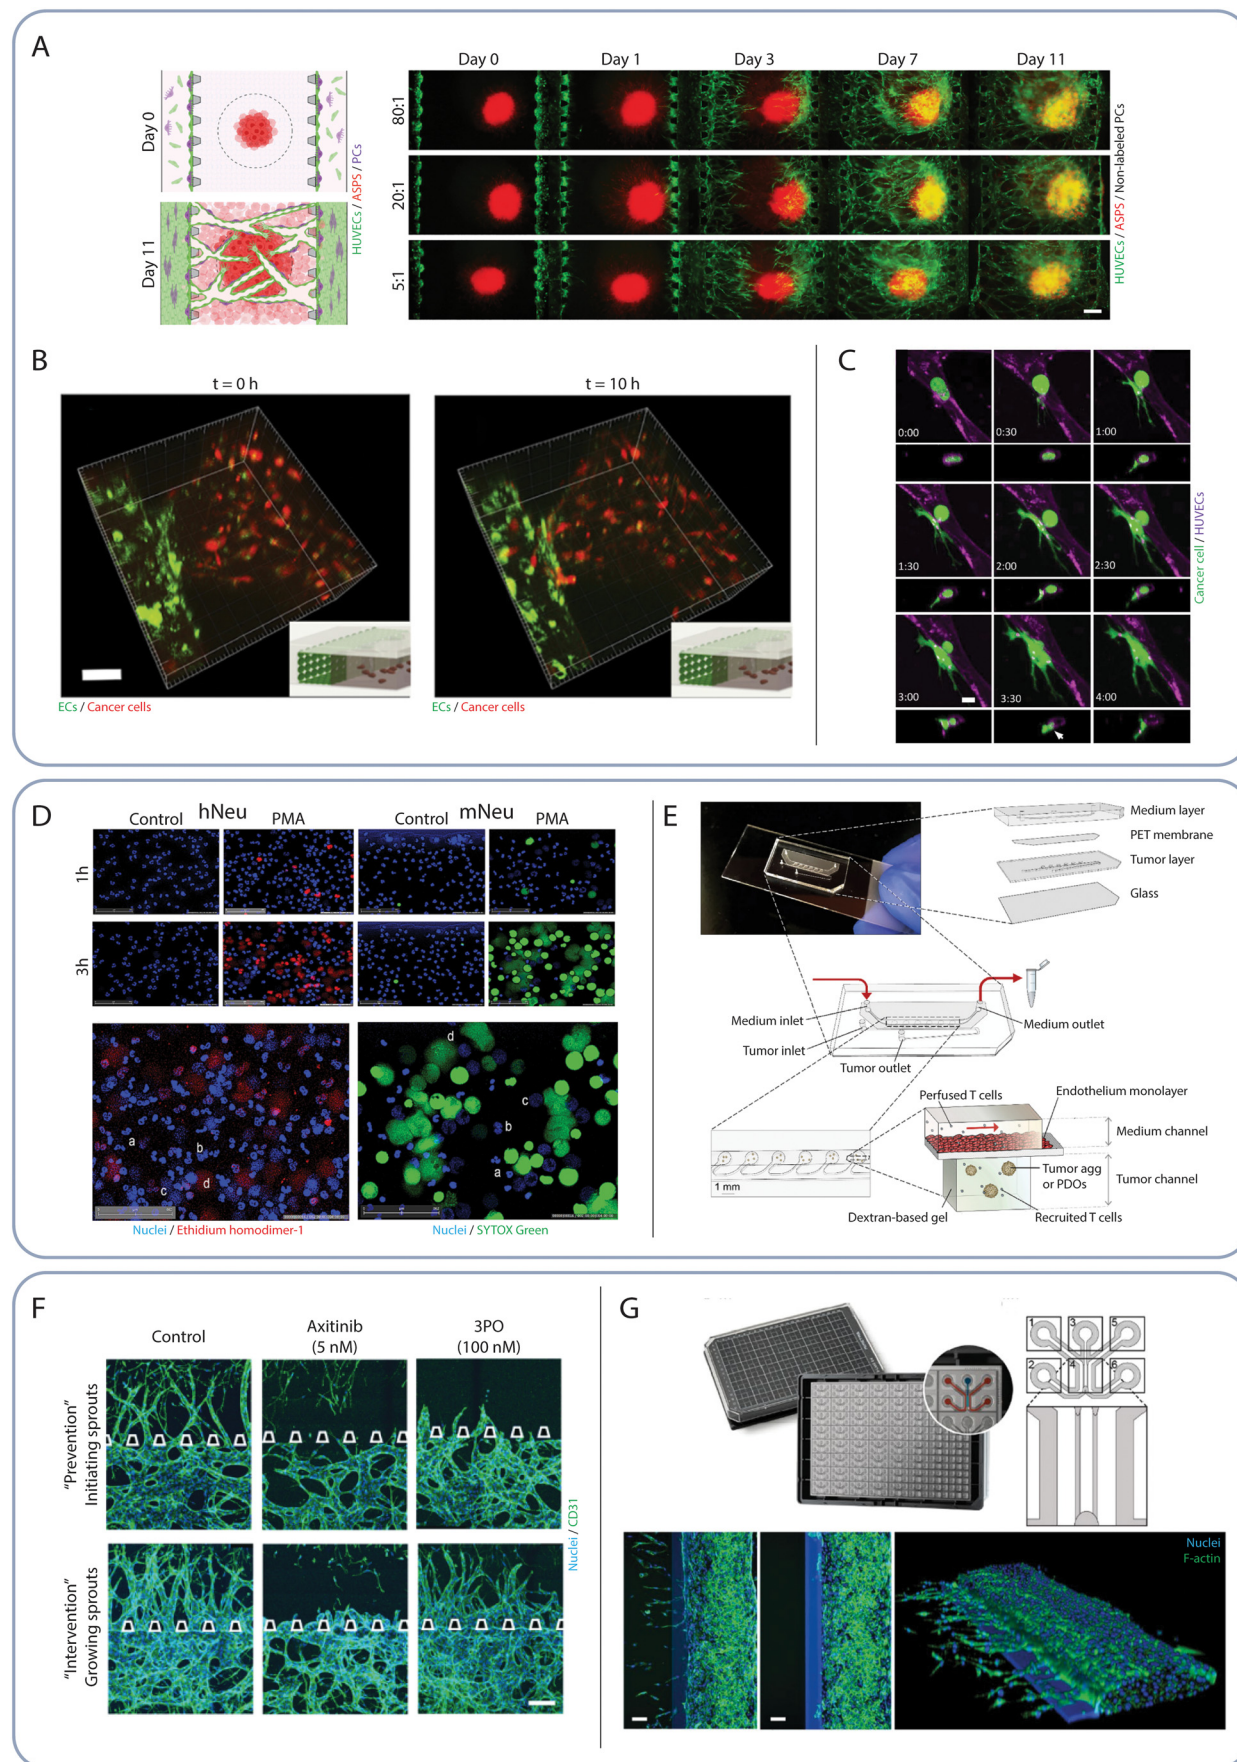 A
Day 0
Day 11
HUVECs / ASPS / PCs
Day 0 Day 1 Day 3 Day 7 Day 11
80:1
20:1
5:1
HUVECs / ASPS / Non-labeled PCs
B
t = 0 h
t = 10 h
ECs / Cancer cells
ECs / Cancer cells
C
0:00
0:30
1:00
1:30
2:00
2:30
3:00
3:30
4:00
Cancer cell / HUVECs
D
hNeu
mNeu
Control PMA Control PMA
1h
3h
a
b
c
d
d
c
b
a
Nuclei / Ethidium homodimer-1
Nuclei / SYTOX Green
E
Medium layer
PET membrane
Tumor layer
Glass
Medium inlet
Medium outlet
Tumor inlet
Tumor outlet
Perfused T cells
Endothelium monolayer
Medium channel
1 mm
Tumor agg
or PDOs
Tumor channel
Dextran-based gel
Recruited T cells
F
Control
Axitinib
(5 nM)
3PO
(100 nM)
"Prevention"
Initiating sprouts
"Intervention"
Growing sprouts
Nuclei / CD31
G
1
3
5
2
4
6
Nuclei
F-actin